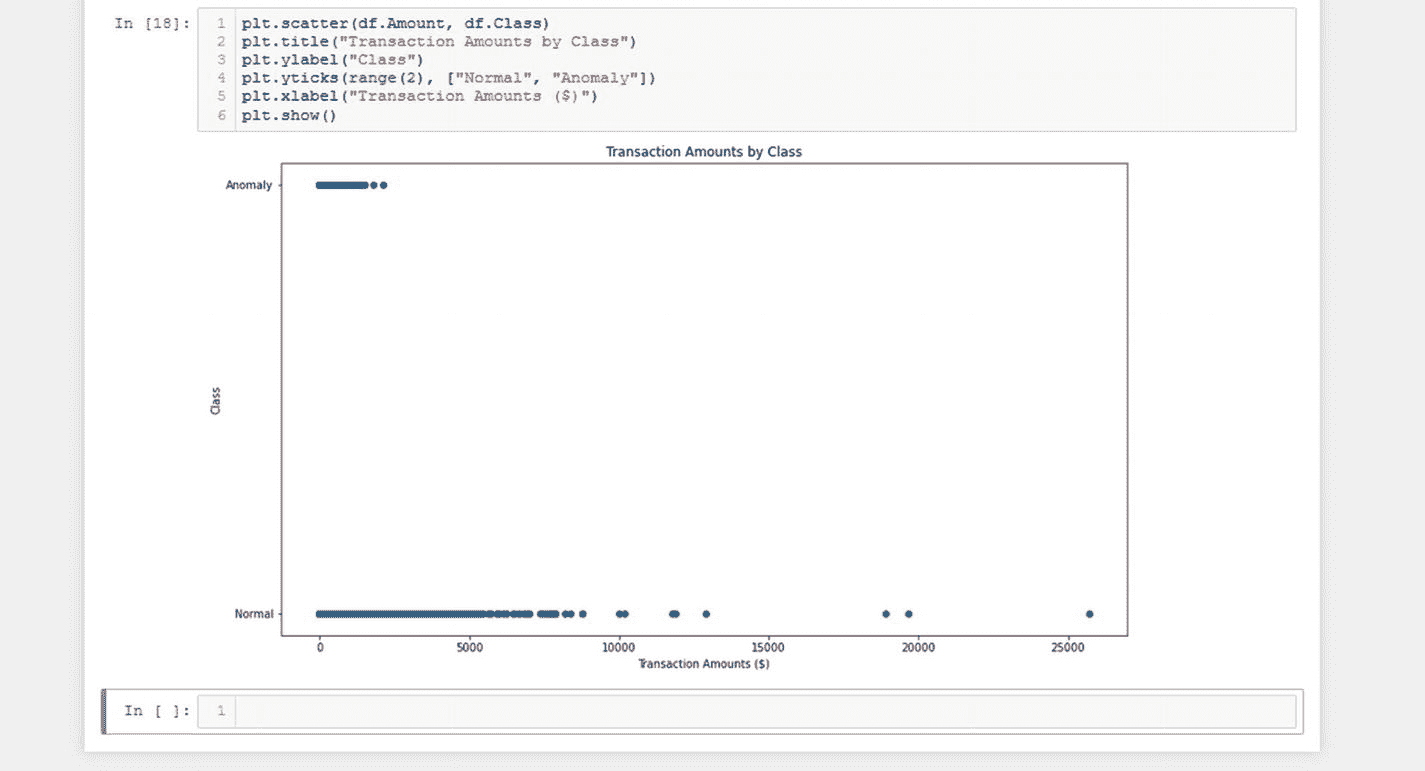 In [18]:
1 plt.scatter(df.Amount, df.Class)
2 plt.title("Transaction Amounts by Class")
3 plt.ylabel("Class")
4 plt.yticks(range(2), ["Normal", "Anomaly"])
5 plt.xlabel("Transaction Amounts ($)")
6 plt.show()
Transaction Amounts by Class
Anomaly
Class
Normal
0 5000 10000 15000 20000 25000
Transaction Amounts ($)
In [ ]: 1